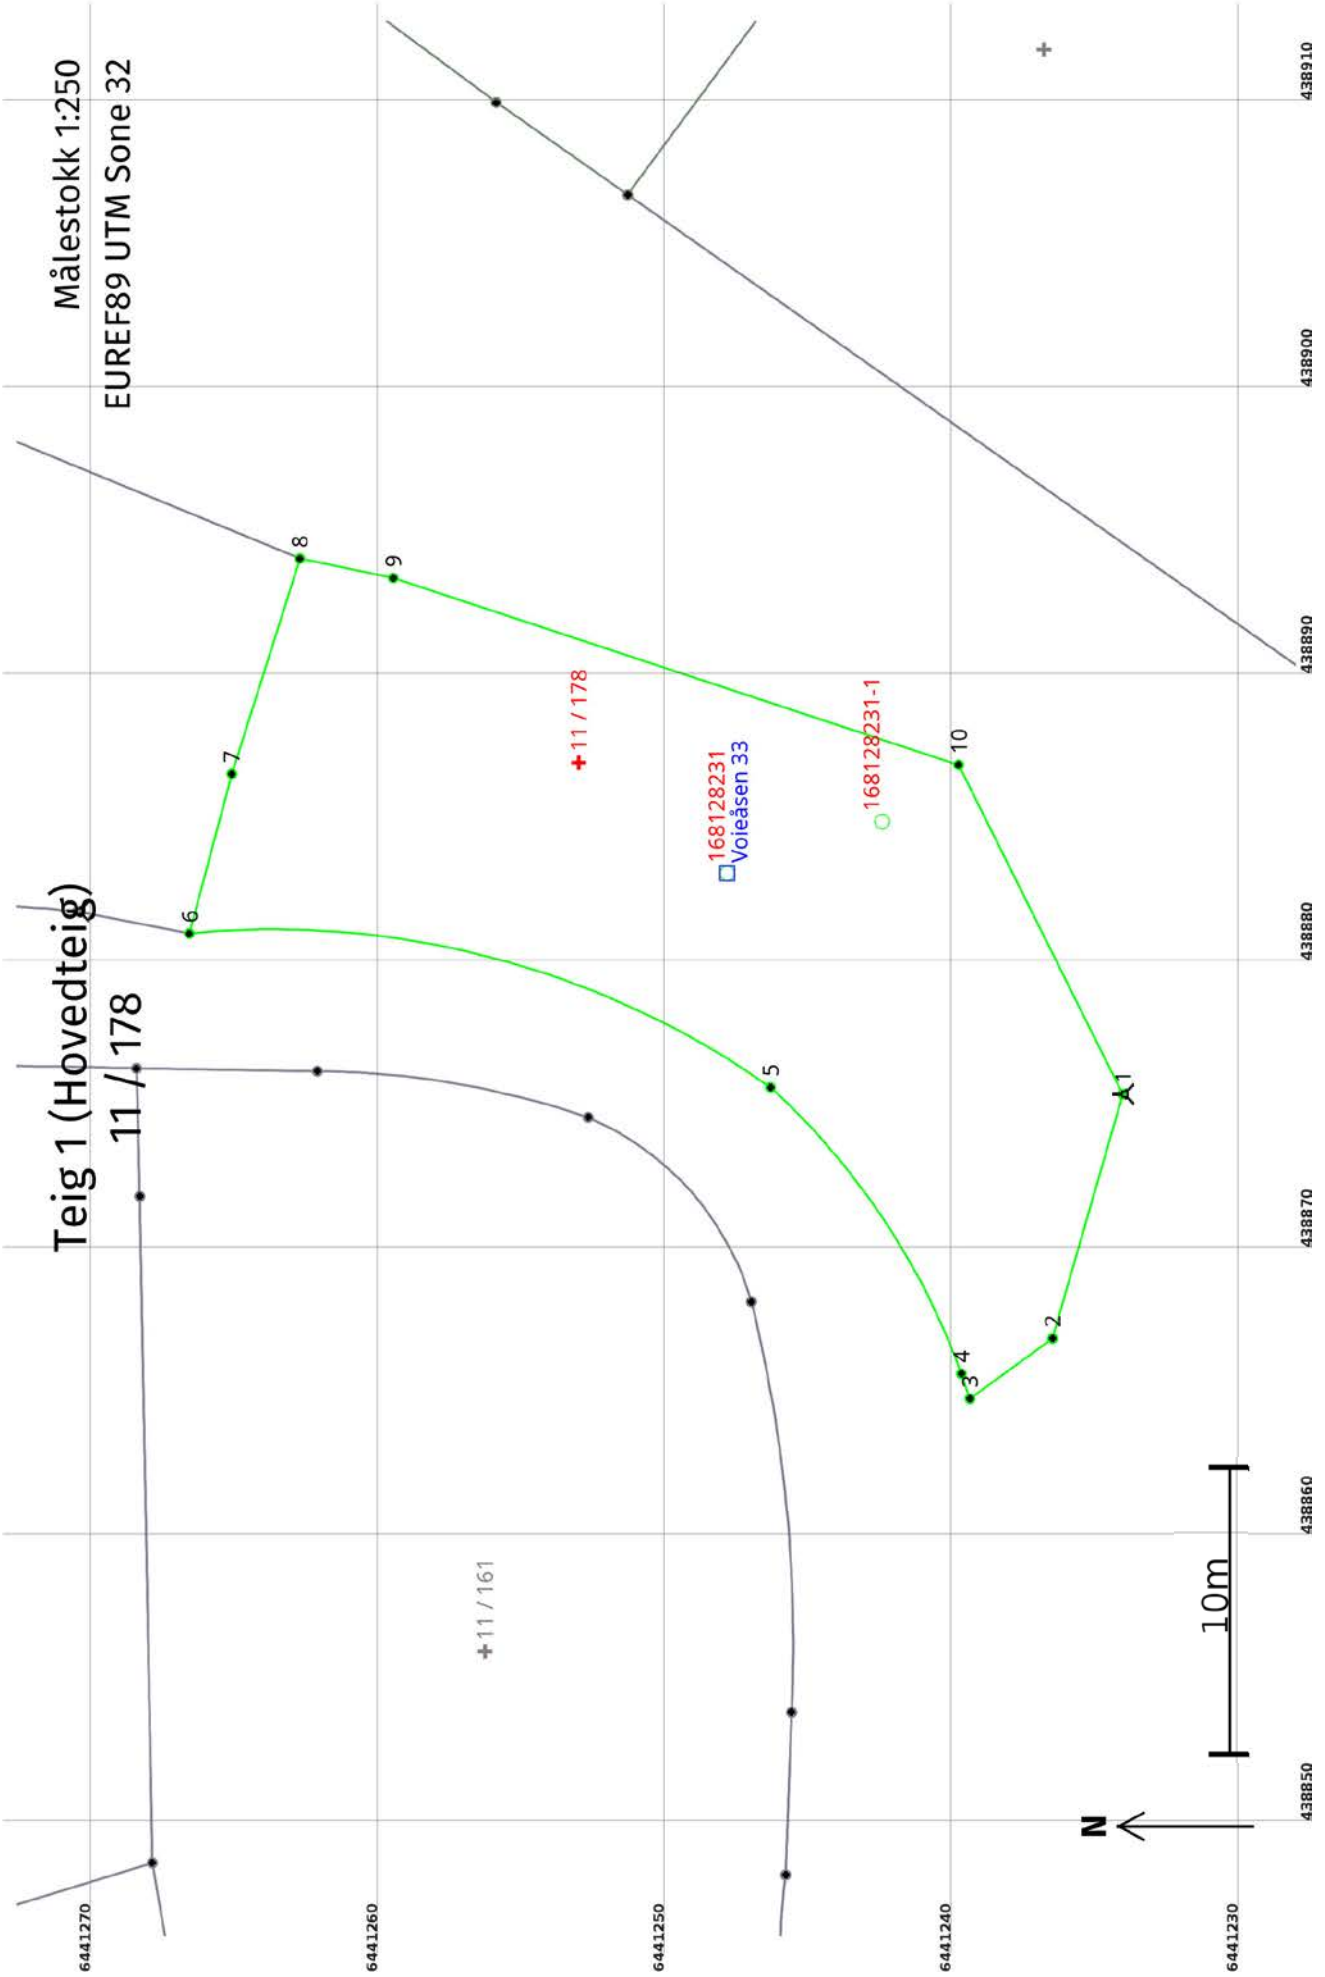 Teig 1 (Hovedteig)
11 / 178
Målestokk 1:250
EUREF89 UTM Sone 32
6441270
6441260
6441250
6441240
6441230
6
7
8
9
11 / 161
11 / 178
168128231
Voieåsen 33
5
168128231-1
4
3
10
2
1
N
10m
438850
438860
438870
438880
438890
438900
438910